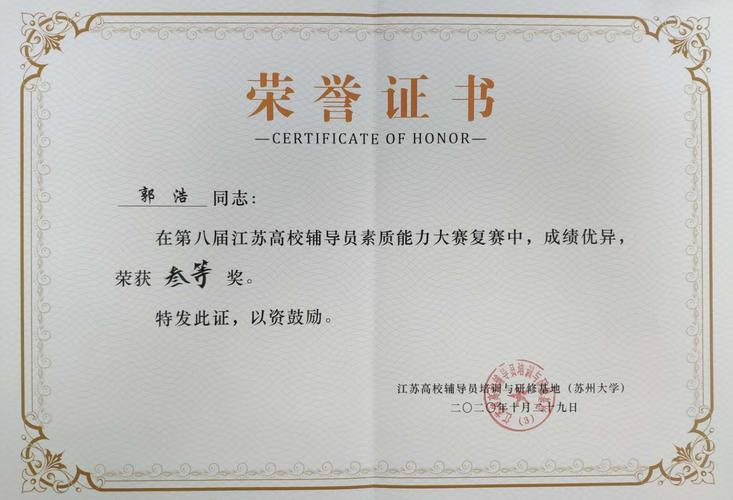 荣誉证书
—CERTIFICATE OF HONOR—
郭浩 同志：
在第八届江苏高校辅导员素质能力大赛复赛中，成绩优异，
荣获 叁等 奖。
特发此证，以资鼓励。
江苏高校辅导员培训与研修基地（苏州大学）
二〇二〇年十月二十九日
（3）